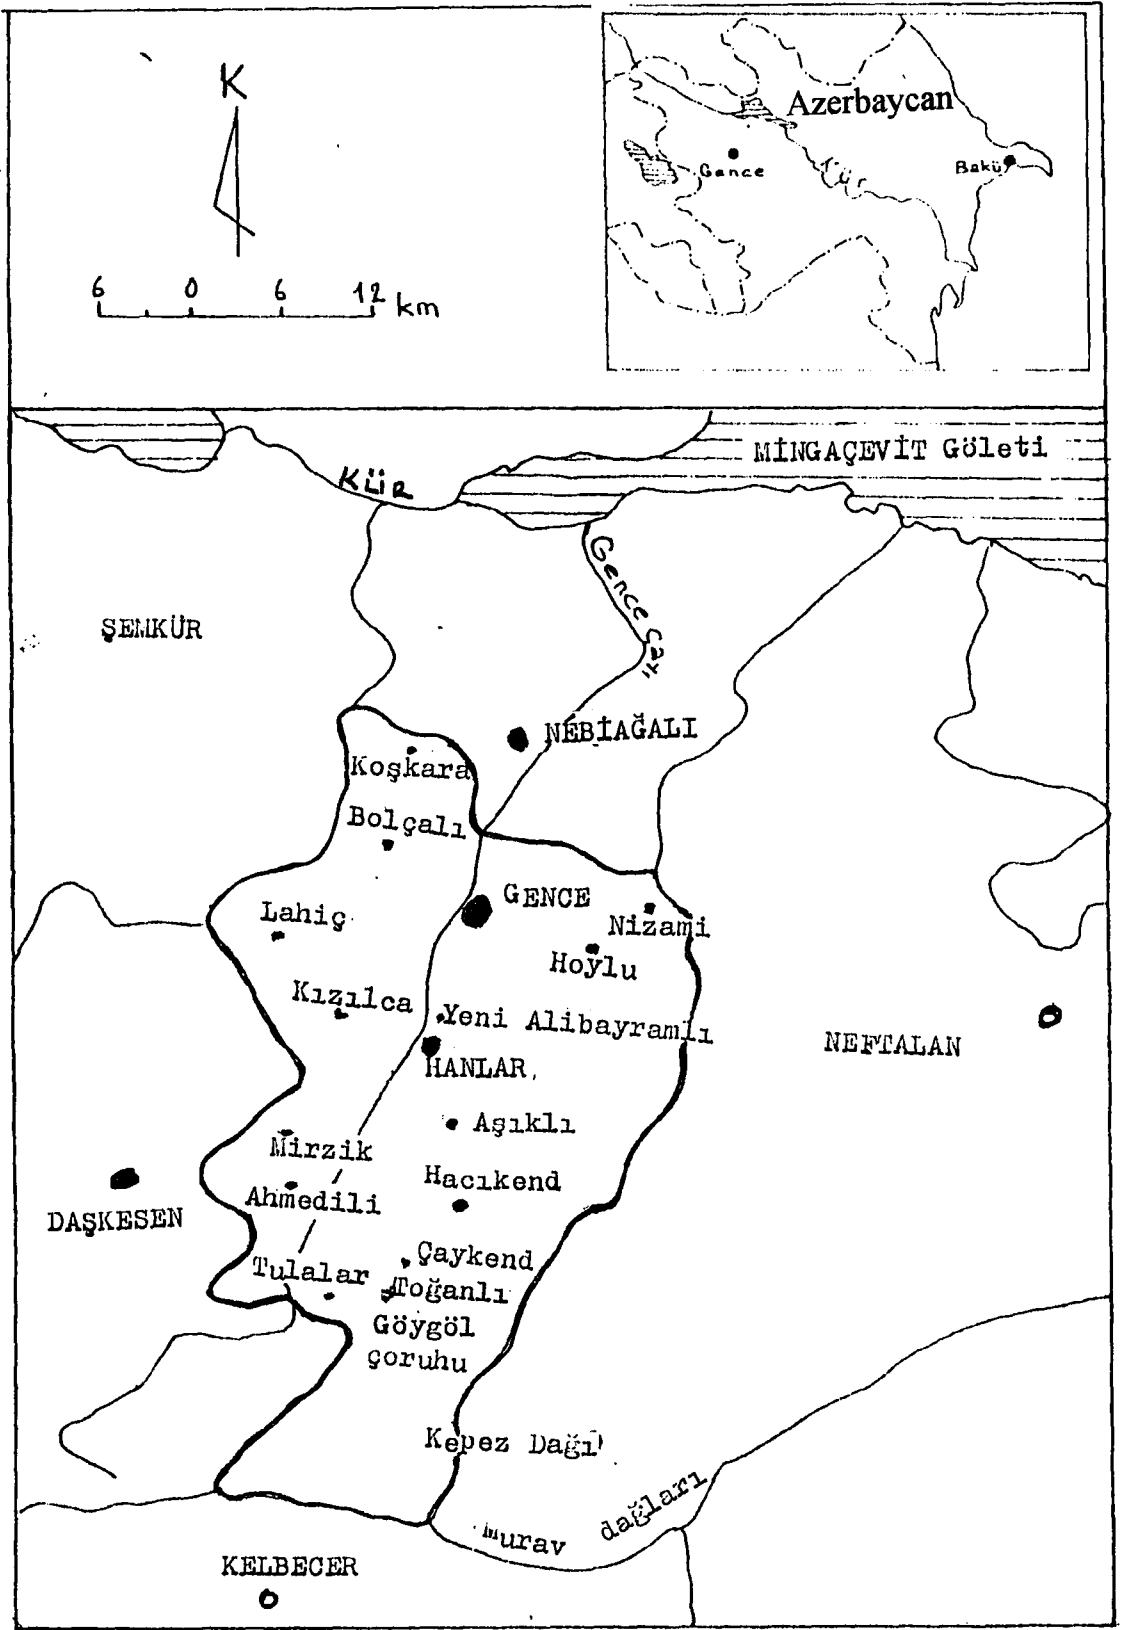 K
6 0 6 12 km
Azerbaycan
Gence
Kür
Bakü
MİNGAÇEVİT Göleti
KÜR
Gence Çayı
ŞEMKÜR
NEBİAĞALI
Koşkara
Bolçalı
GENCE
Lahiç
Nizami
Hoylu
Kızılca
Yeni Alibayramlı
NEFTALAN
HANLAR
Aşıklı
Mirzik
Hacıkend
Ahmedili
DAŞKESEN
Çaykend
Tulalar
Toğanlı
Göygöl
goruhu
Kepez Dağı
Murav dağları
KELBECER